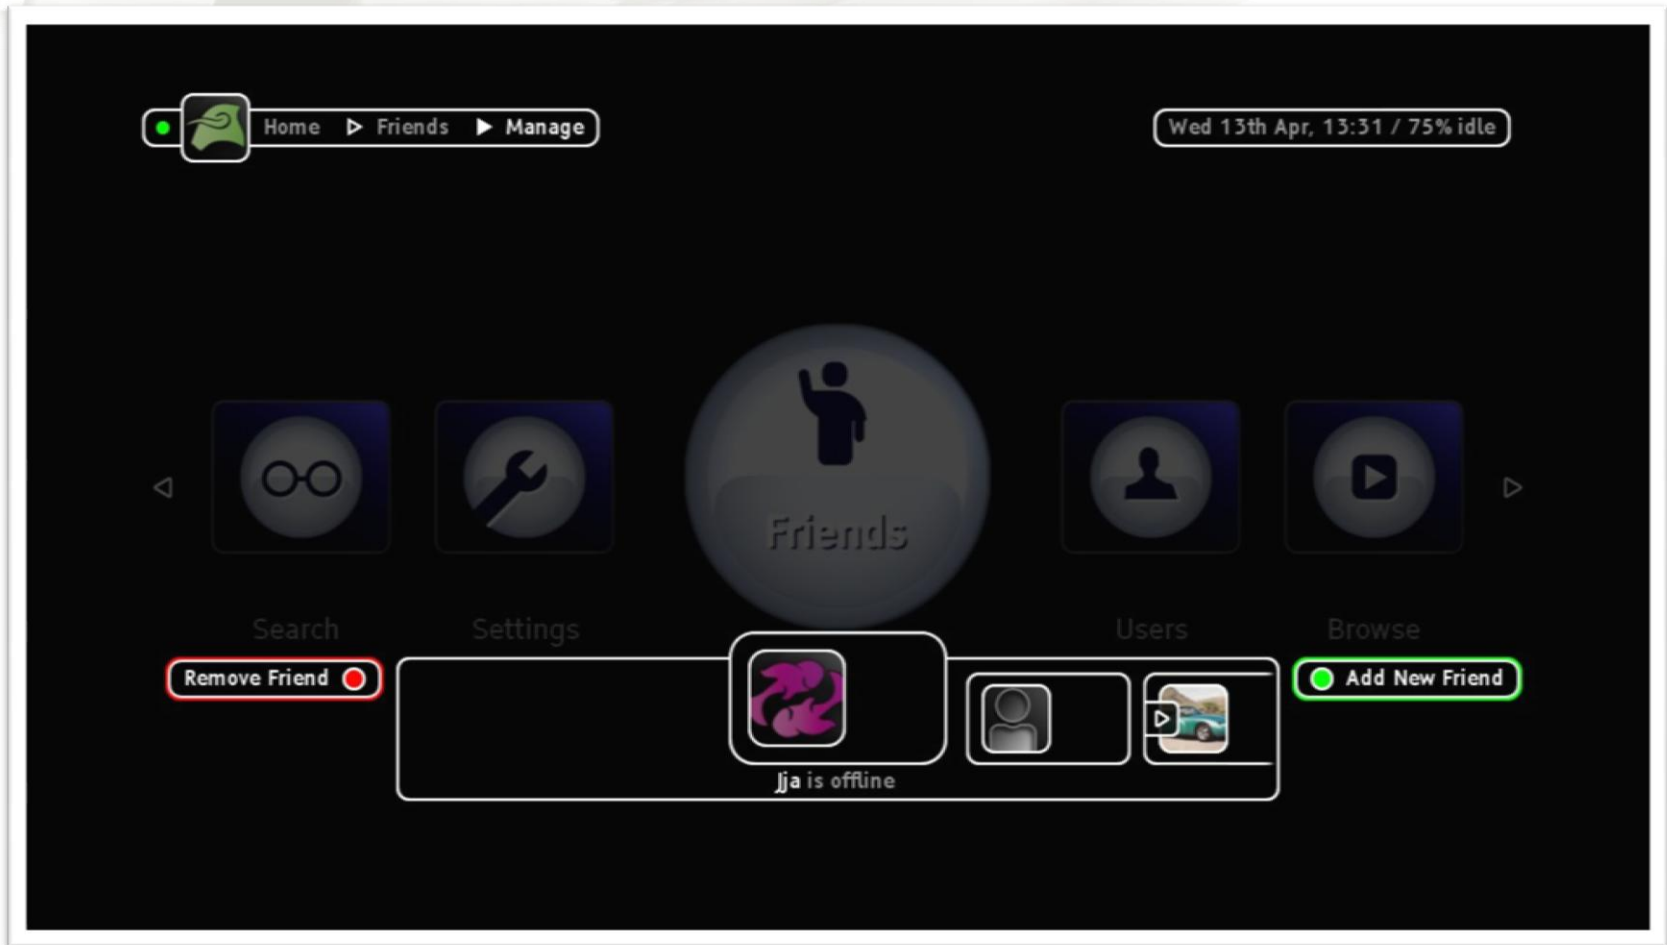 Home Friends Manage
Wed 13th Apr, 13:31 / 75% idle
Friends
Search
Settings
Users
Browse
Remove Friend
Add New Friend
Jja is offline